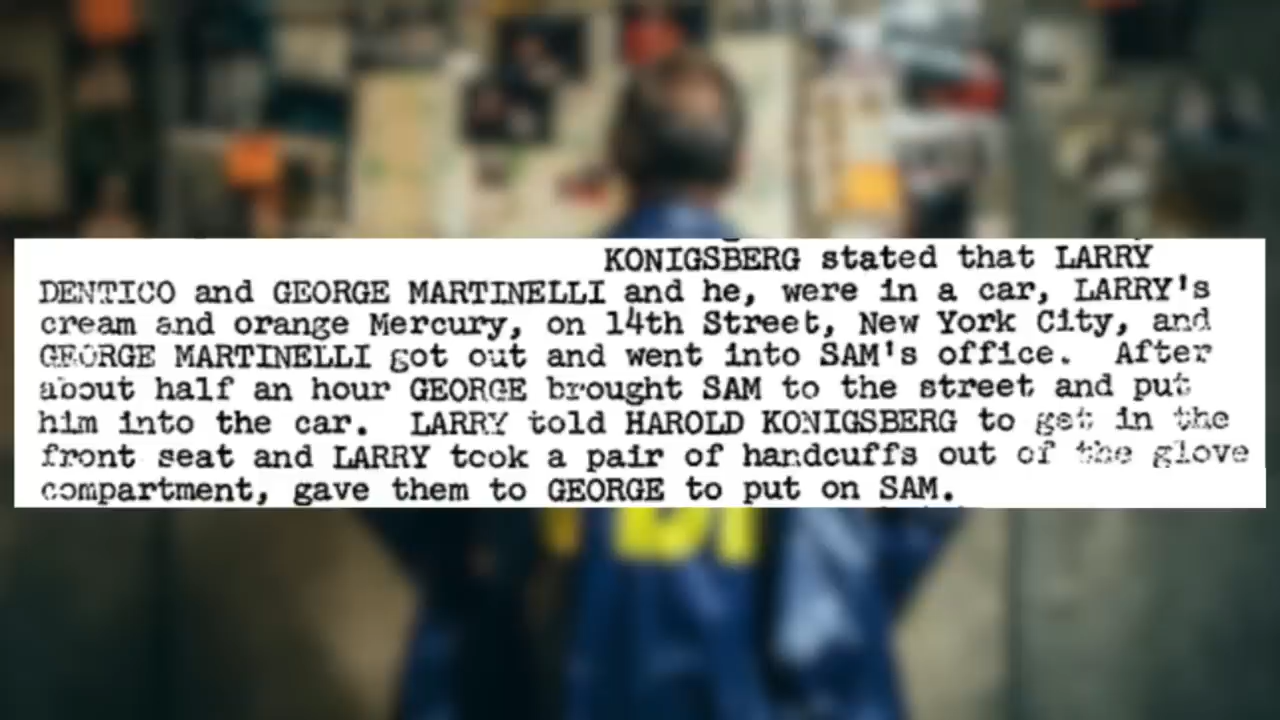 KONIGSBERG stated that LARRY
DENTICO and GEORGE MARTINELLI and he, were in a car, LARRY's
cream and orange Mercury, on 14th Street, New York City, and
GEORGE MARTINELLI got out and went into SAM's office. After
about half an hour GEORGE brought SAM to the street and put
him into the car. LARRY told HAROLD KONIGSBERG to get in the
front seat and LARRY took a pair of handcuffs out of the glove
compartment, gave them to GEORGE to put on SAM.